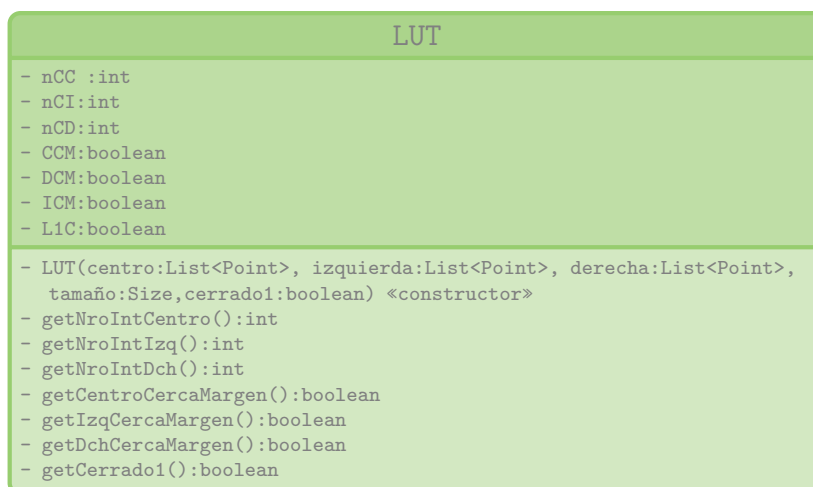 LUT
- nCC :int
- nCI:int
- nCD:int
- CCM:boolean
- DCM:boolean
- ICM:boolean
- L1C:boolean
- LUT(centro:List<Point>, izquierda:List<Point>, derecha:List<Point>,
tamaño:Size,cerrado1:boolean) «constructor»
- getNroIntCentro():int
- getNroIntIzq():int
- getNroIntDch():int
- getCentroCercaMargen():boolean
- getIzqCercaMargen():boolean
- getDchCercaMargen():boolean
- getCerrado1():boolean